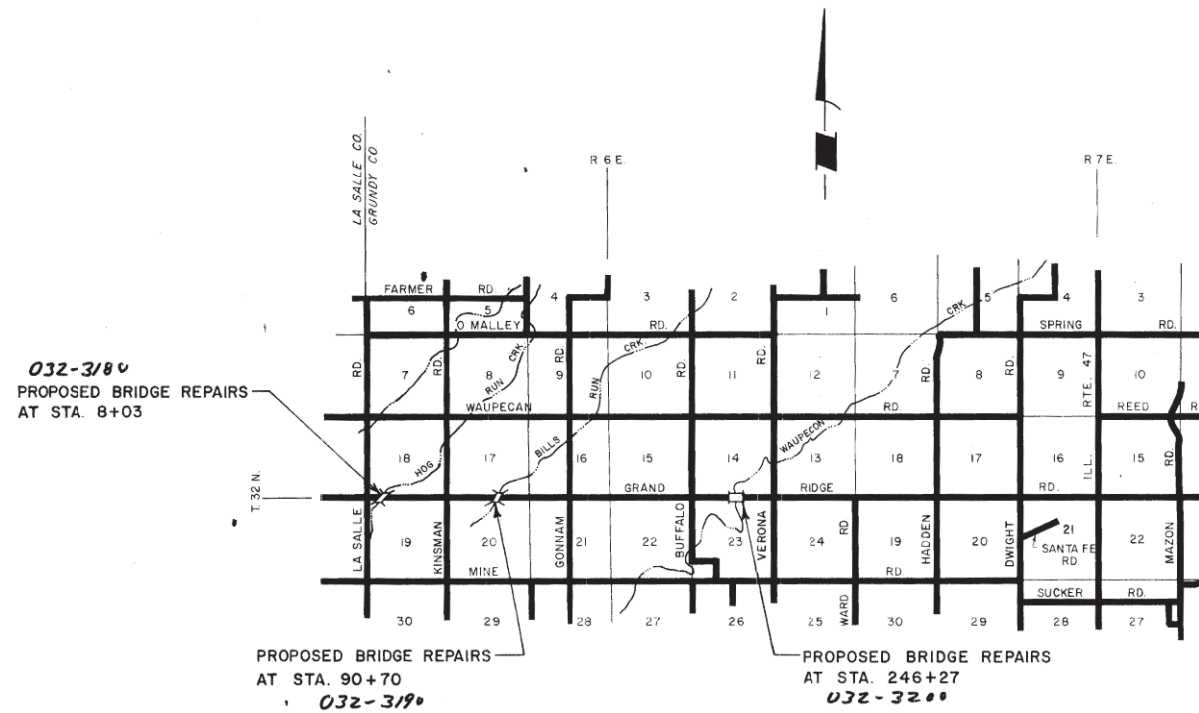 LA SALLE CO.
GRUNDY CO.
R 6 E.
R 7 E.
FARMER RD.
6
5
4
3
2
1
6
5
4
3
O MALLEY RD.
SPRING RD.
032-3180
PROPOSED BRIDGE REPAIRS
AT STA. 8+03
RD.
7
RD.
8
RUN CRK
9
RD.
10
RUN CRK.
RD.
11
RD.
12
7
CRK
RD.
8
RD.
9
ILL. RTE. 47
10
WAUPECAN RD.
REED R
T. 32 N.
18
HOG
17
BILLS
16
15
14
13
WAUPECON
18
17
16
15
RD.
GRAND RIDGE RD.
LA SALLE
19
KINSMAN
20
GONNAM
21
22
BUFFALO
23
VERONA
24
RD
19
HADDEN
20
DWIGHT
21
SANTA FE
RD.
22
MAZON
MINE RD.
SUCKER RD.
30
29
28
27
26
25
WARD
30
29
28
27
PROPOSED BRIDGE REPAIRS
AT STA. 90+70
032-3190
PROPOSED BRIDGE REPAIRS
AT STA. 246+27
032-3200